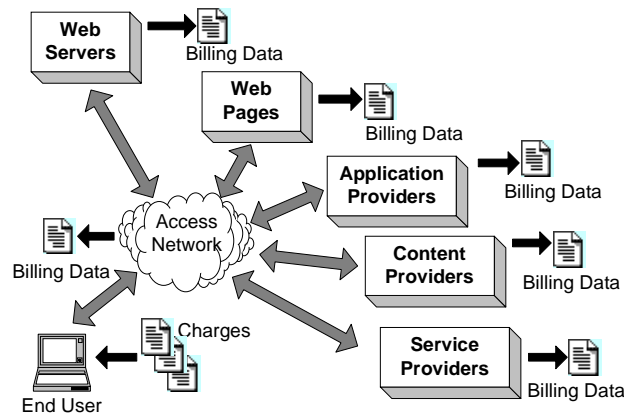 Web
Servers
Billing Data
Web
Pages
Billing Data
Application
Providers
Billing Data
Access
Network
Billing Data
Content
Providers
Billing Data
Charges
Service
Providers
Billing Data
End User